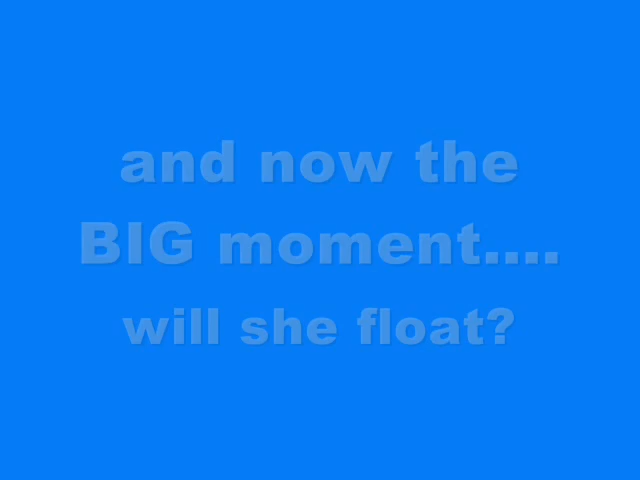 and now the
BIG moment....
will she float?